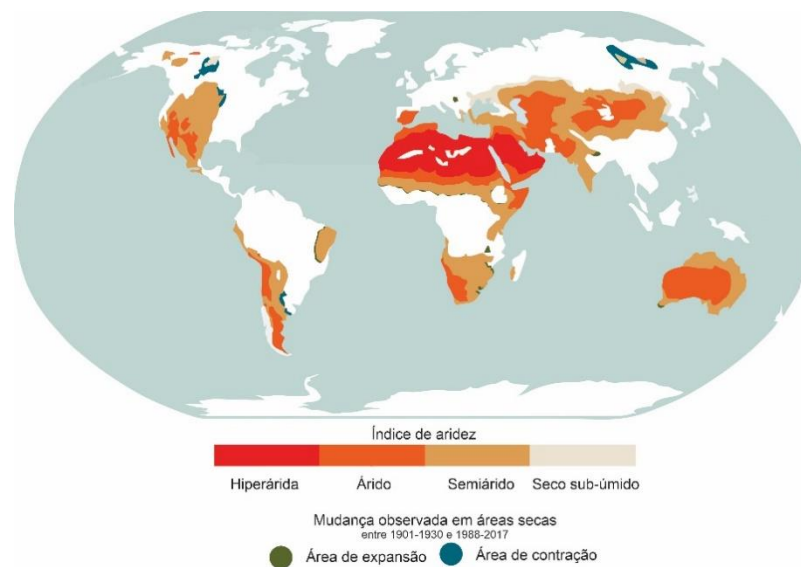 Índice de aridez
Hiperárida Árido Semiárido Seco sub-úmido
Mudança observada em áreas secas
entre 1901-1930 e 1988-2017
Área de expansão Área de contração